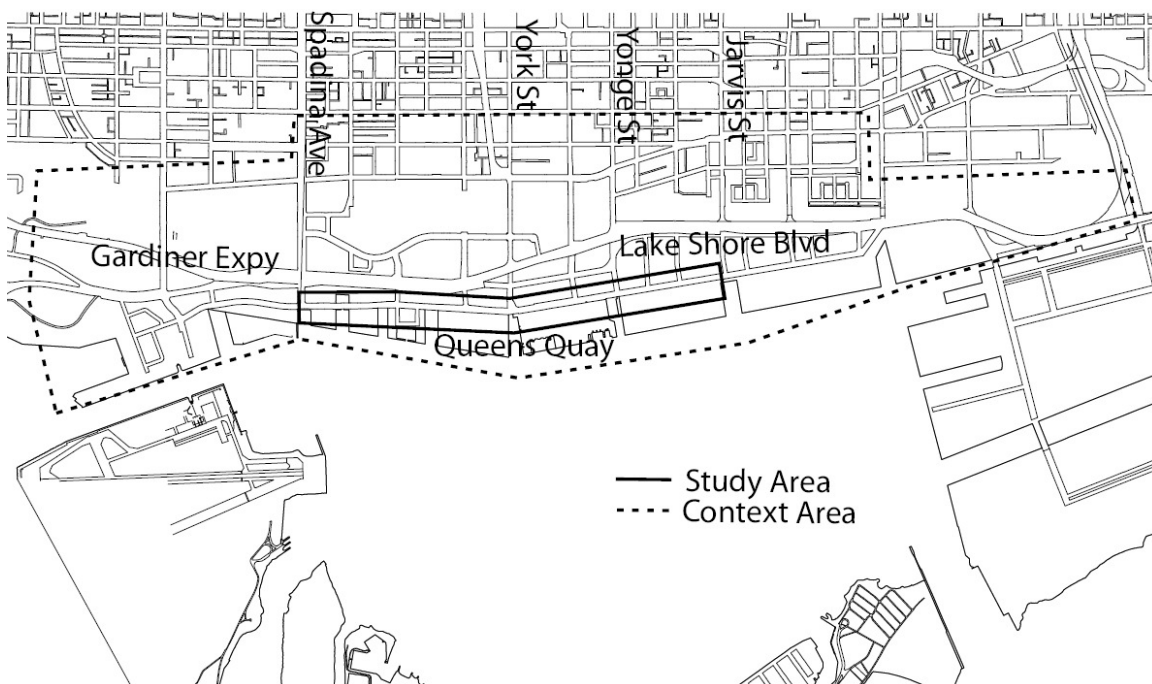 Spadina Ave
York St
Yonge St
Jarvis St
Gardiner Expy
Lake Shore Blvd
Queens Quay
Study Area
Context Area